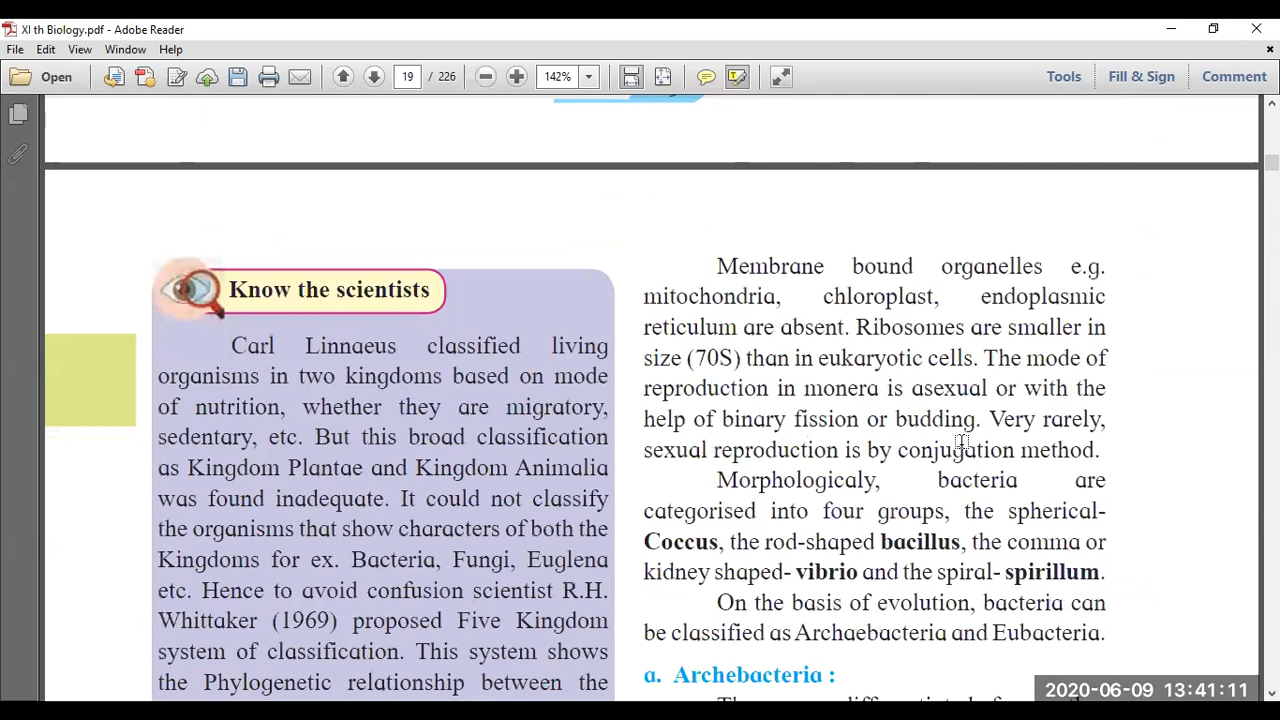 XI th Biology.pdf - Adobe Reader
File Edit View Window Help
Open 19 / 226 142% Tools Fill & Sign Comment
Know the scientists
Carl Linnaeus classified living
organisms in two kingdoms based on mode
of nutrition, whether they are migratory,
sedentary, etc. But this broad classification
as Kingdom Plantae and Kingdom Animalia
was found inadequate. It could not classify
the organisms that show characters of both the
Kingdoms for ex. Bacteria, Fungi, Euglena
etc. Hence to avoid confusion scientist R.H.
Whittaker (1969) proposed Five Kingdom
system of classification. This system shows
the Phylogenetic relationship between the
Membrane bound organelles e.g.
mitochondria, chloroplast, endoplasmic
reticulum are absent. Ribosomes are smaller in
size (70S) than in eukaryotic cells. The mode of
reproduction in monera is asexual or with the
help of binary fission or budding. Very rarely,
sexual reproduction is by conjugation method.
Morphologicaly, bacteria are
categorised into four groups, the spherical-
Coccus, the rod-shaped bacillus, the comma or
kidney shaped- vibrio and the spiral- spirillum.
On the basis of evolution, bacteria can
be classified as Archaebacteria and Eubacteria.
a. Archebacteria :
2020-06-09 13:41:11